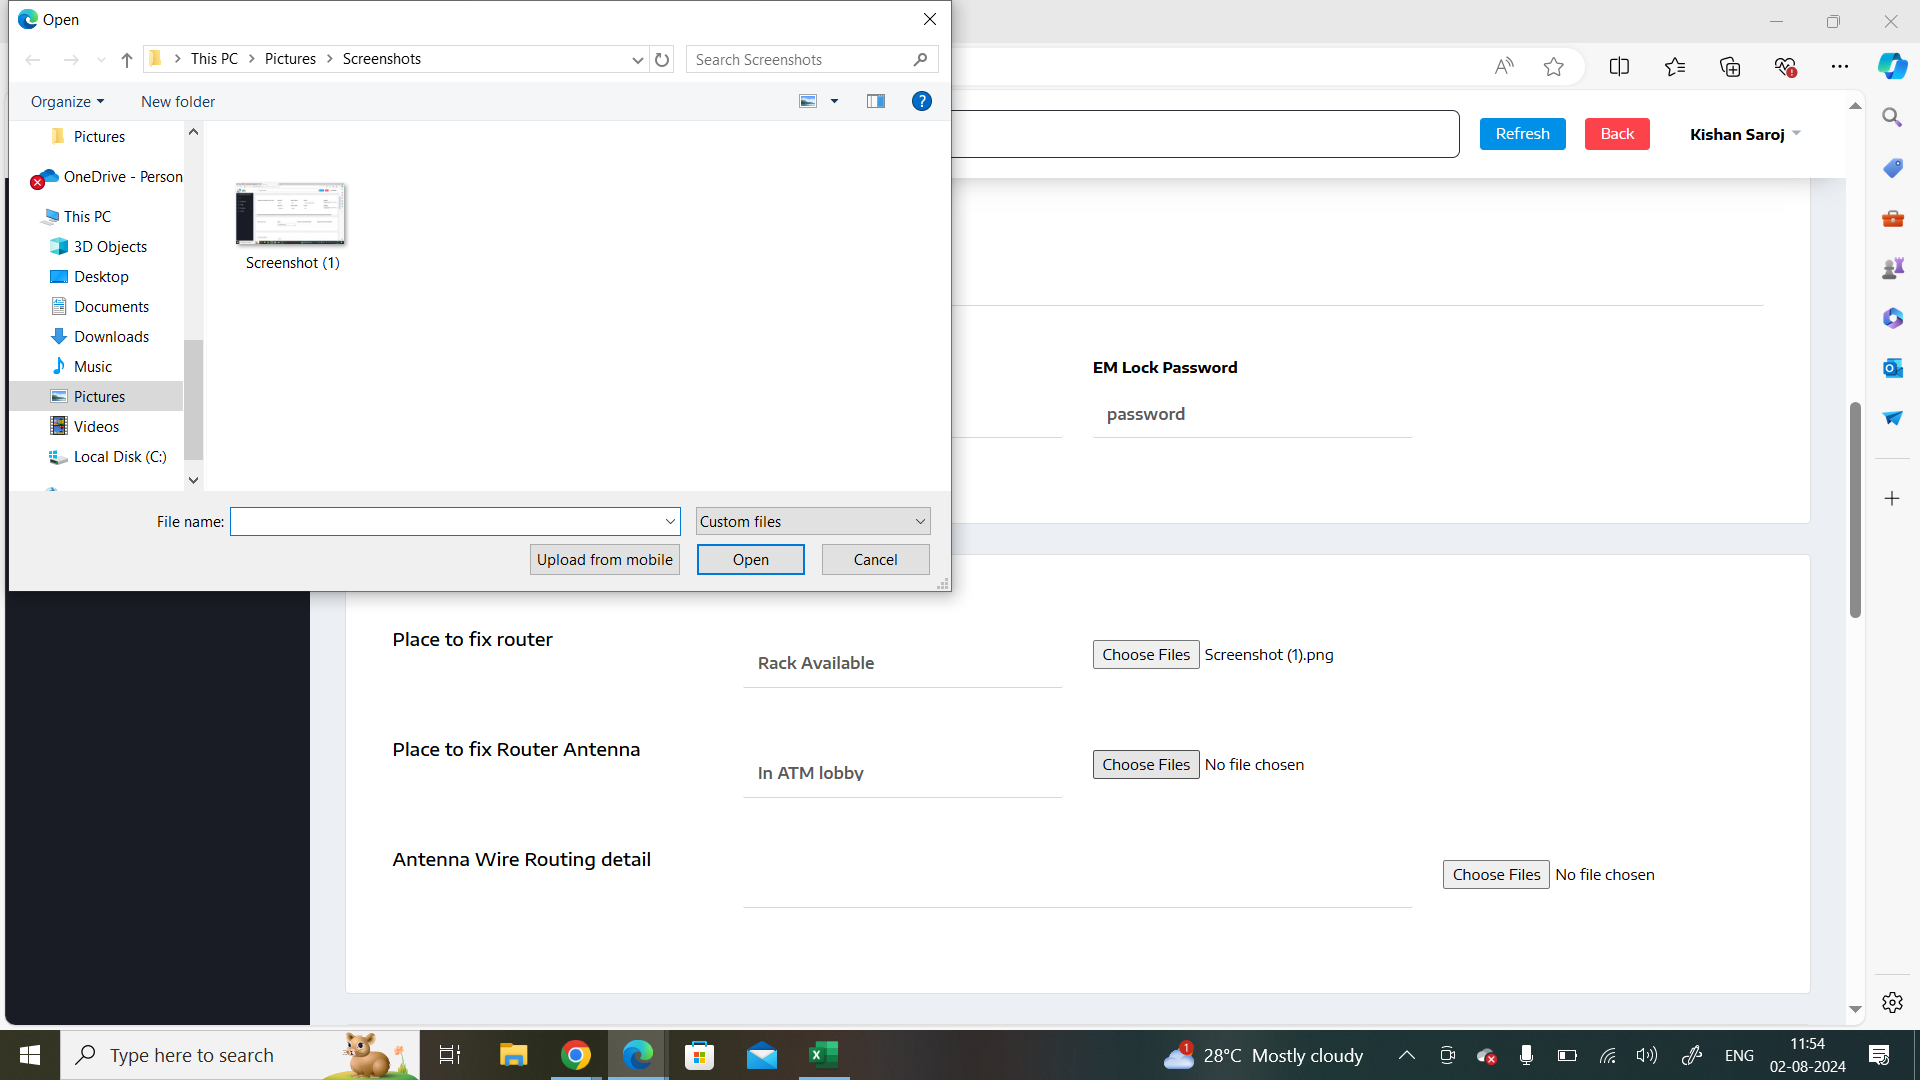 Open
This PC > Pictures > Screenshots
Search Screenshots
Organize
New folder
Pictures
OneDrive - Person
This PC
3D Objects
Desktop
Documents
Downloads
Music
Pictures
Videos
Local Disk (C:)
Screenshot (1)
File name:
Custom files
Upload from mobile
Open
Cancel
Refresh
Back
Kishan Saroj
EM Lock Password
password
Place to fix router
Rack Available
Choose Files Screenshot (1).png
Place to fix Router Antenna
In ATM lobby
Choose Files No file chosen
Antenna Wire Routing detail
Choose Files No file chosen
Type here to search
1
28°C Mostly cloudy
ENG
11:54
02-08-2024